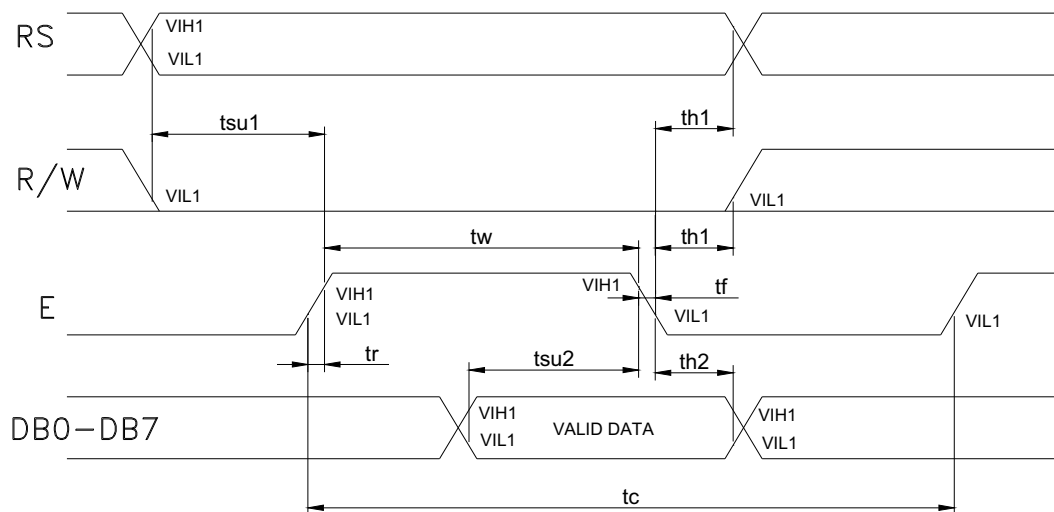 RS
VIH1
VIL1
tsu1
th1
R/W
VIL1
VIL1
tw
th1
E
VIH1
VIL1
VIH1
tf
VIL1
VIL1
tr
tsu2
th2
DB0-DB7
VIH1
VIL1
VALID DATA
VIH1
VIL1
tc